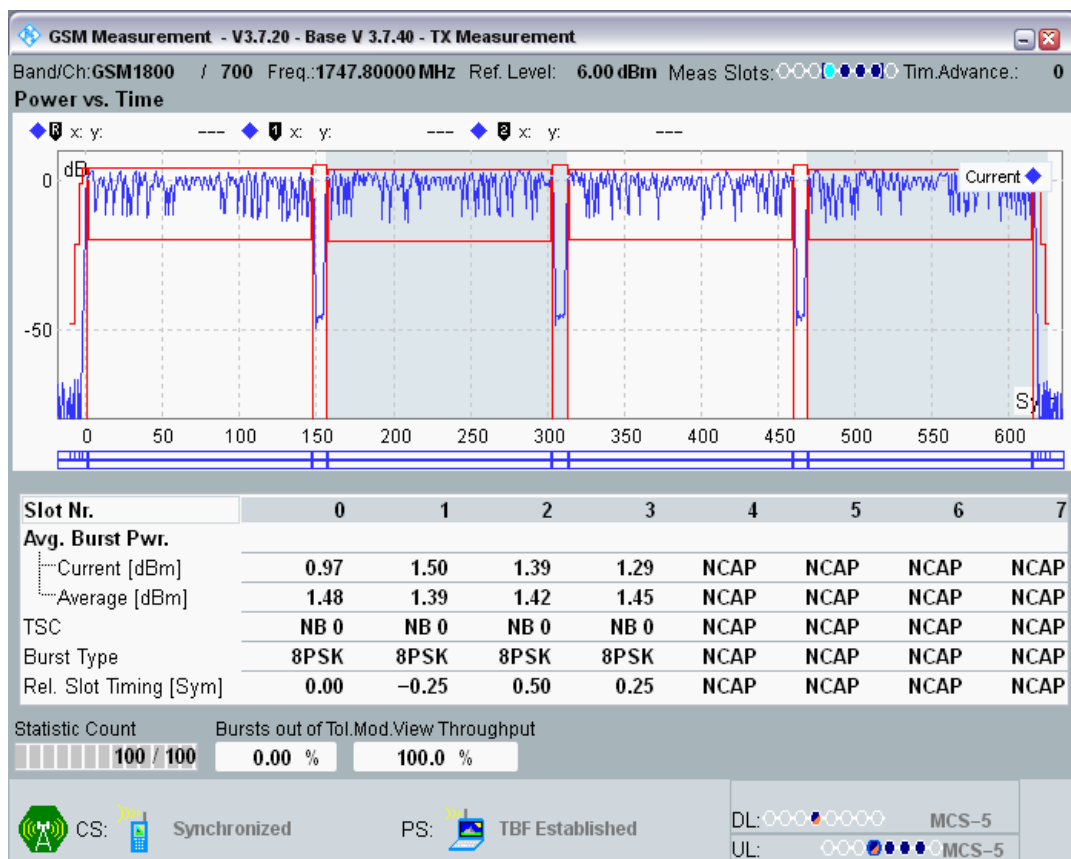 GSM Measurement - V3.7.20 - Base V 3.7.40 - TX Measurement
Band/Ch:GSM1800 / 700 Freq.:1747.80000 MHz Ref. Level: 6.00 dBm Meas Slots: Tim.Advance.: 0
Power vs. Time
R x: y: --- 1 x: y: --- 2 x: y: ---
dB
Current
0
-50
0 50 100 150 200 250 300 350 400 450 500 550 600
Slot Nr. 0 1 2 3 4 5 6 7
Avg. Burst Pwr.
Current [dBm] 0.97 1.50 1.39 1.29 NCAP NCAP NCAP NCAP
Average [dBm] 1.48 1.39 1.42 1.45 NCAP NCAP NCAP NCAP
TSC NB 0 NB 0 NB 0 NB 0 NCAP NCAP NCAP NCAP
Burst Type 8PSK 8PSK 8PSK 8PSK NCAP NCAP NCAP NCAP
Rel. Slot Timing [Sym] 0.00 −0.25 0.50 0.25 NCAP NCAP NCAP NCAP
Statistic Count Bursts out of Tol.Mod.View Throughput
100 / 100 0.00 % 100.0 %
CS: Synchronized PS: TBF Established DL: MCS−5
UL: MCS−5